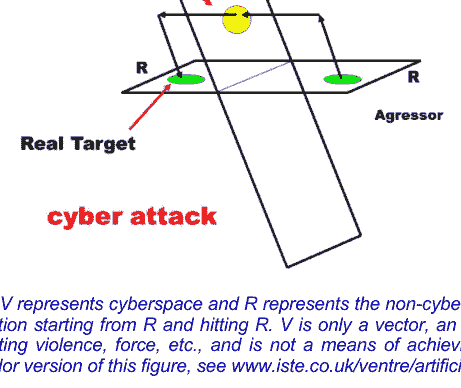 R
R
Agressor
Real Target
cyber attack
V represents cyberspace and R represents the non-cybe
tion starting from R and hitting R. V is only a vector, an
ting violence, force, etc., and is not a means of achiev
lor version of this figure, see www.iste.co.uk/ventre/artific